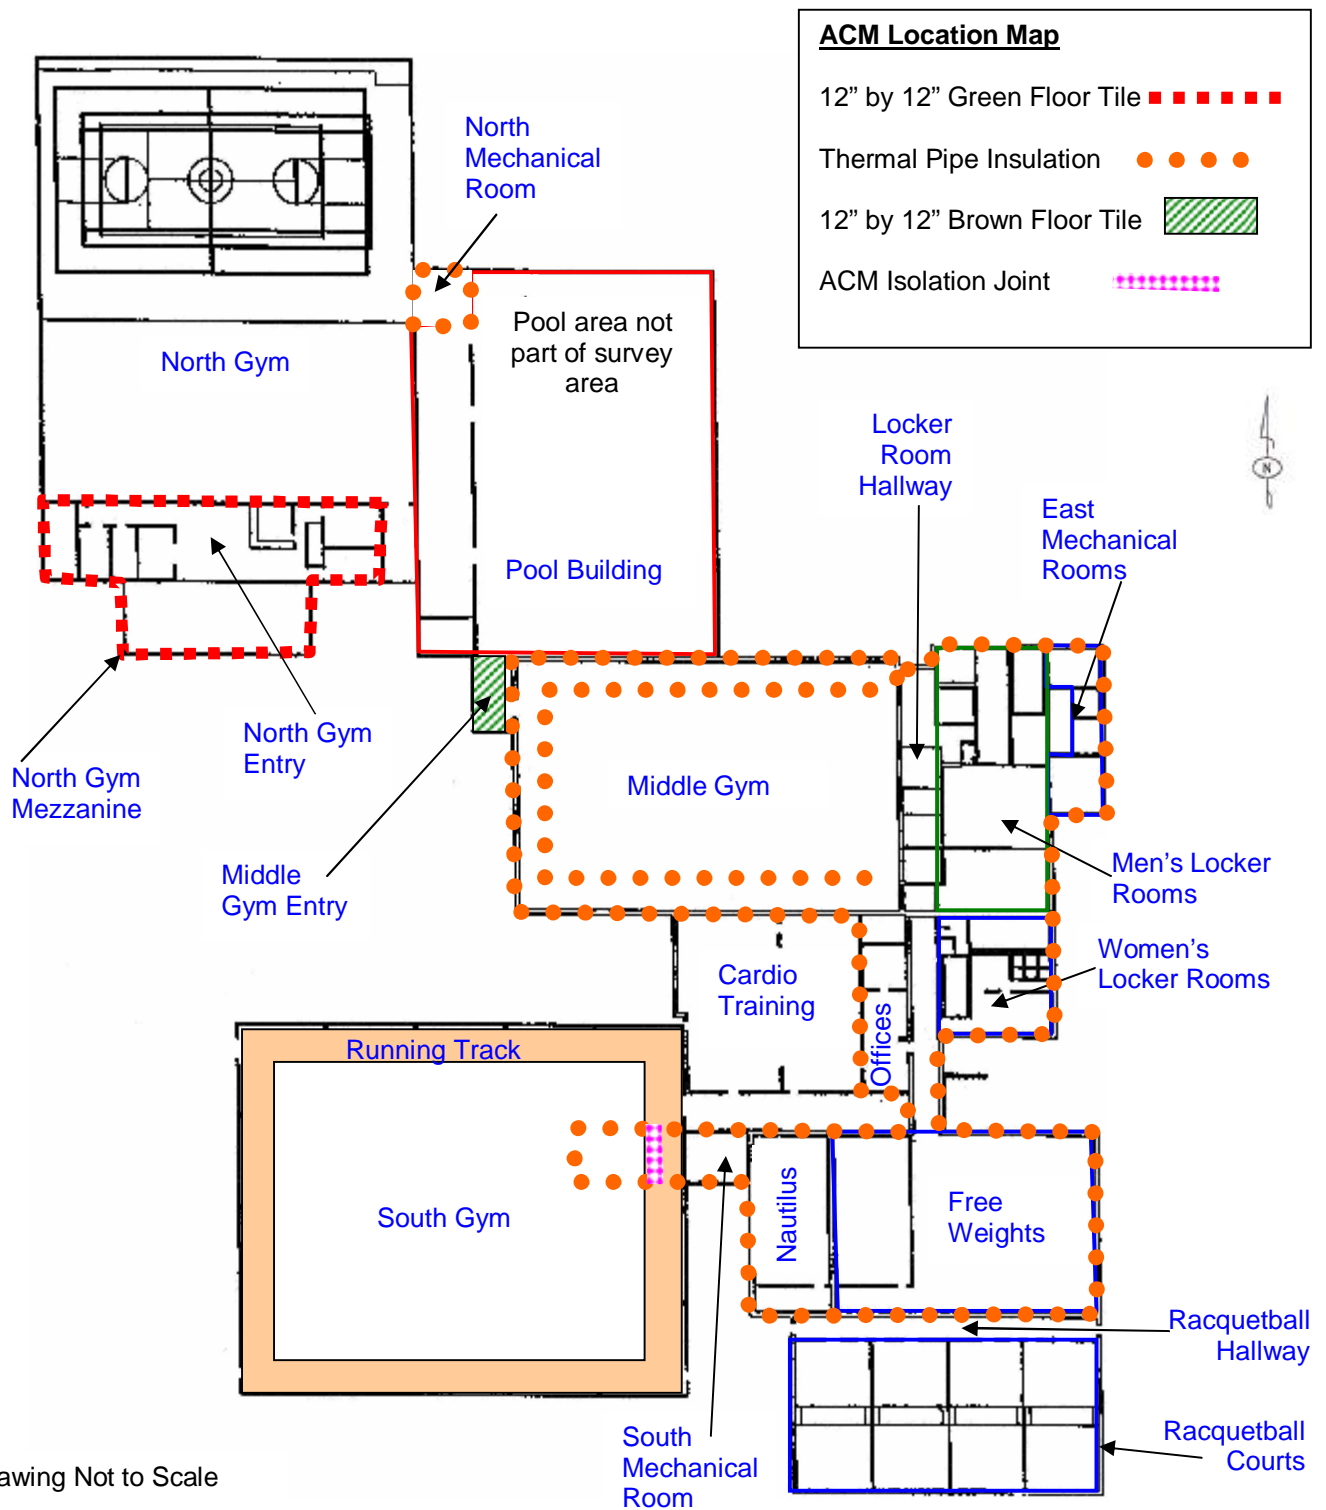 ACM Location Map
12” by 12” Green Floor Tile
Thermal Pipe Insulation
12” by 12” Brown Floor Tile
ACM Isolation Joint
North
Mechanical
Room
Pool area not
part of survey
area
North Gym
Locker
Room
Hallway
N
East
Mechanical
Rooms
Pool Building
North Gym
Entry
North Gym
Mezzanine
Middle Gym
Middle
Gym Entry
Men’s Locker
Rooms
Women’s
Locker Rooms
Cardio
Training
Offices
Running Track
South Gym
Nautilus
Free
Weights
Racquetball
Hallway
South
Mechanical
Room
Racquetball
Courts
awing Not to Scale